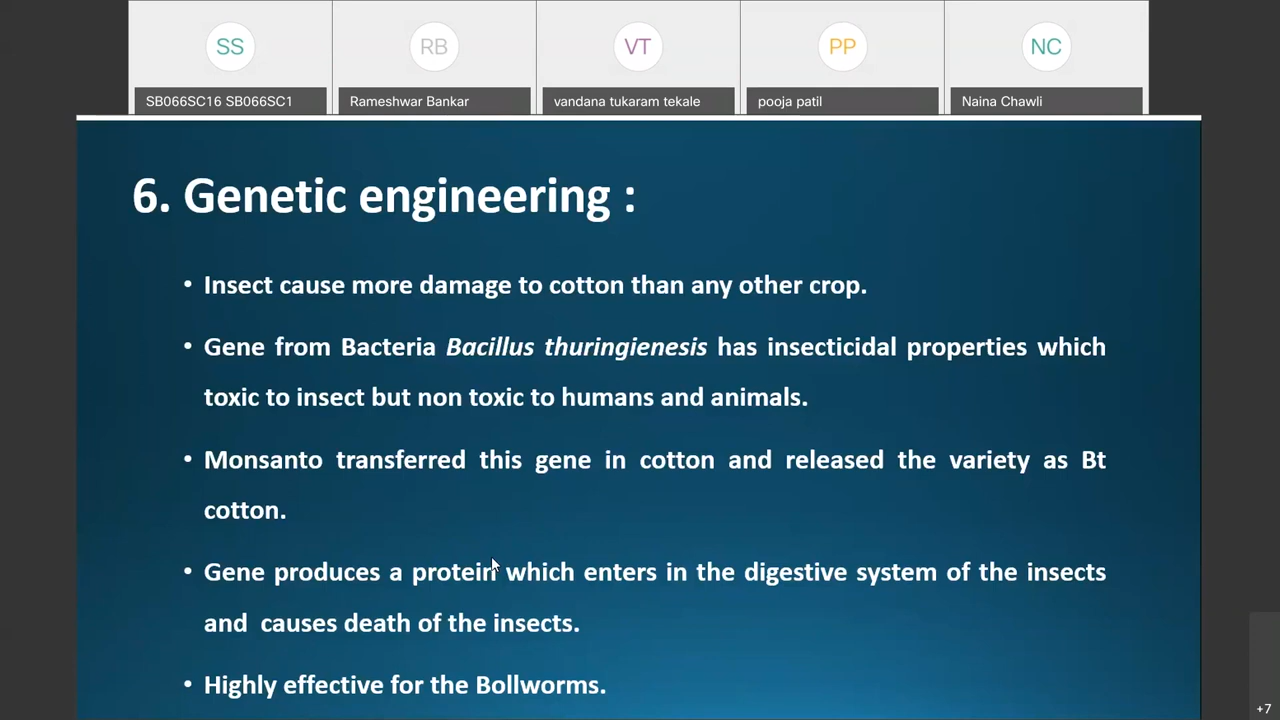 SS
RB
VT
PP
NC
SB066SC16 SB066SC1
Rameshwar Bankar
vandana tukaram tekale
pooja patil
Naina Chawli
6. Genetic engineering :
• Insect cause more damage to cotton than any other crop.
• Gene from Bacteria Bacillus thuringienesis has insecticidal properties which
toxic to insect but non toxic to humans and animals.
• Monsanto transferred this gene in cotton and released the variety as Bt
cotton.
• Gene produces a protein which enters in the digestive system of the insects
and causes death of the insects.
• Highly effective for the Bollworms.
+7